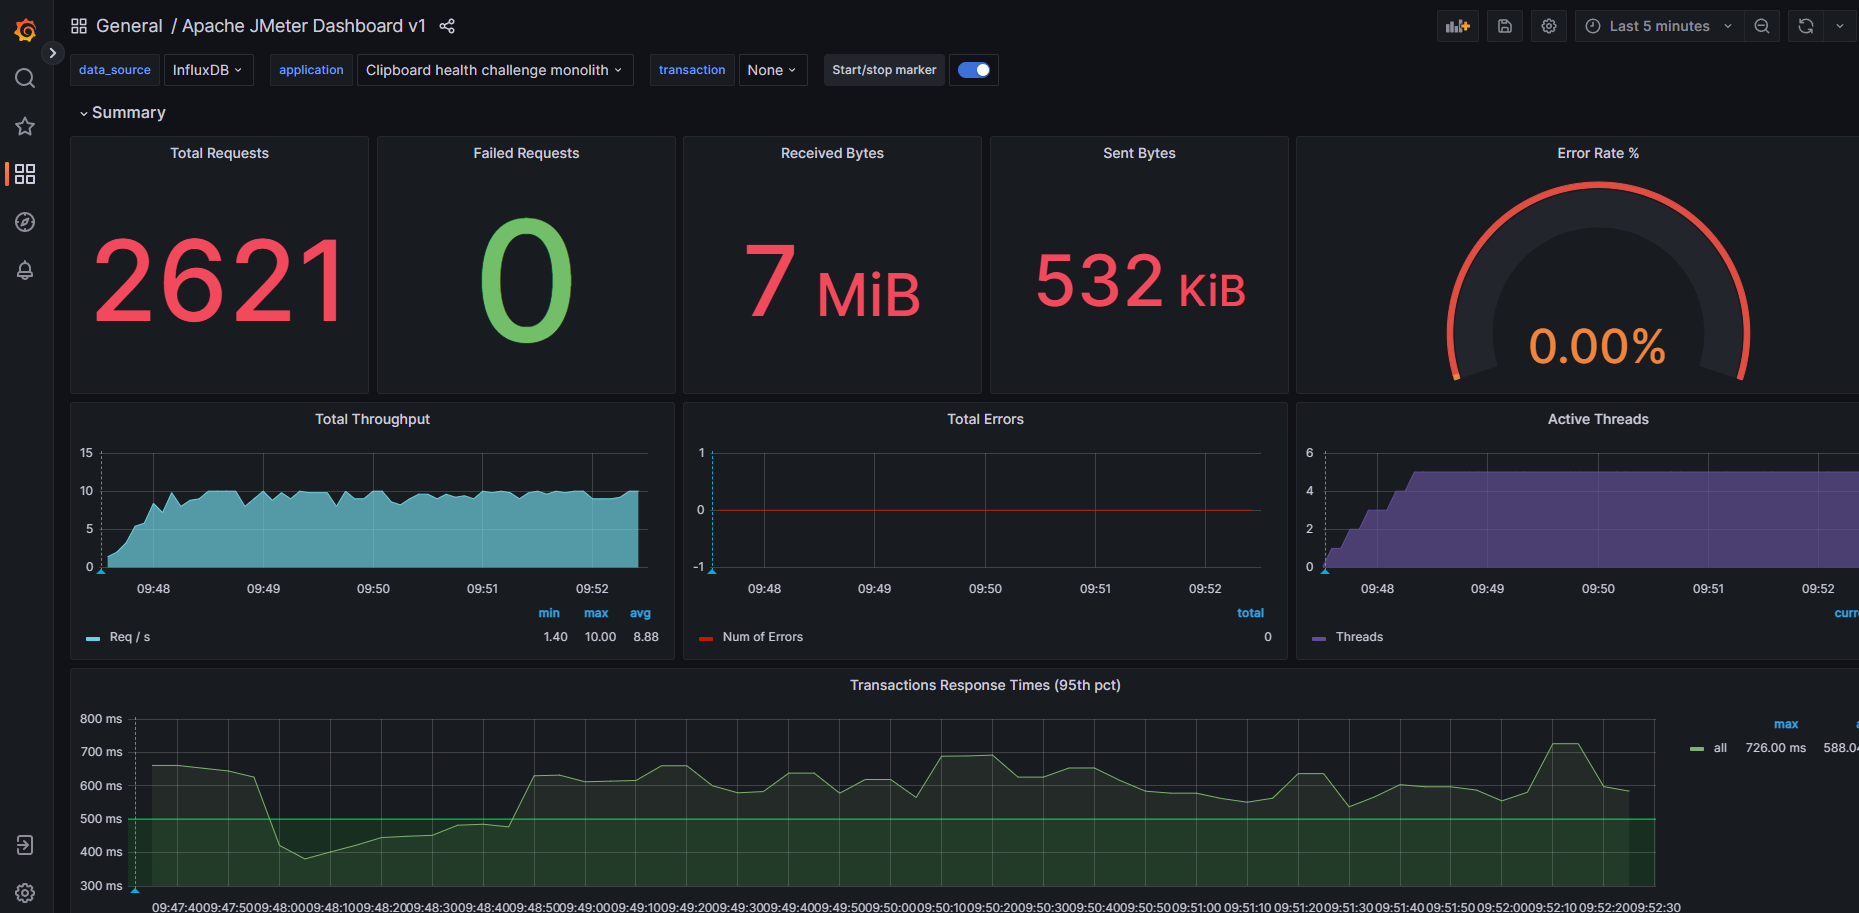 General / Apache JMeter Dashboard v1
Last 5 minutes
data_source InfluxDB application Clipboard health challenge monolith transaction None Start/stop marker
Summary
Total Requests
2621
Failed Requests
0
Received Bytes
7 MiB
Sent Bytes
532 KiB
Error Rate %
0.00%
Total Throughput
15
10
5
0
09:48 09:49 09:50 09:51 09:52
min max avg
Req / s 1.40 10.00 8.88
Total Errors
1
0
-1
09:48 09:49 09:50 09:51 09:52
total
Num of Errors 0
Active Threads
6
4
2
0
09:48 09:49 09:50 09:51 09:52
curr
Threads
Transactions Response Times (95th pct)
800 ms
700 ms
600 ms
500 ms
400 ms
300 ms
09:47:40 09:47:50 09:48:00 09:48:10 09:48:20 09:48:30 09:48:40 09:48:50 09:49:00 09:49:10 09:49:20 09:49:30 09:49:40 09:49:50 09:50:00 09:50:10 09:50:20 09:50:30 09:50:40 09:50:50 09:51:00 09:51:10 09:51:20 09:51:30 09:51:40 09:51:50 09:52:00 09:52:10 09:52:20 09:52:30
max
all 726.00 ms 588.0